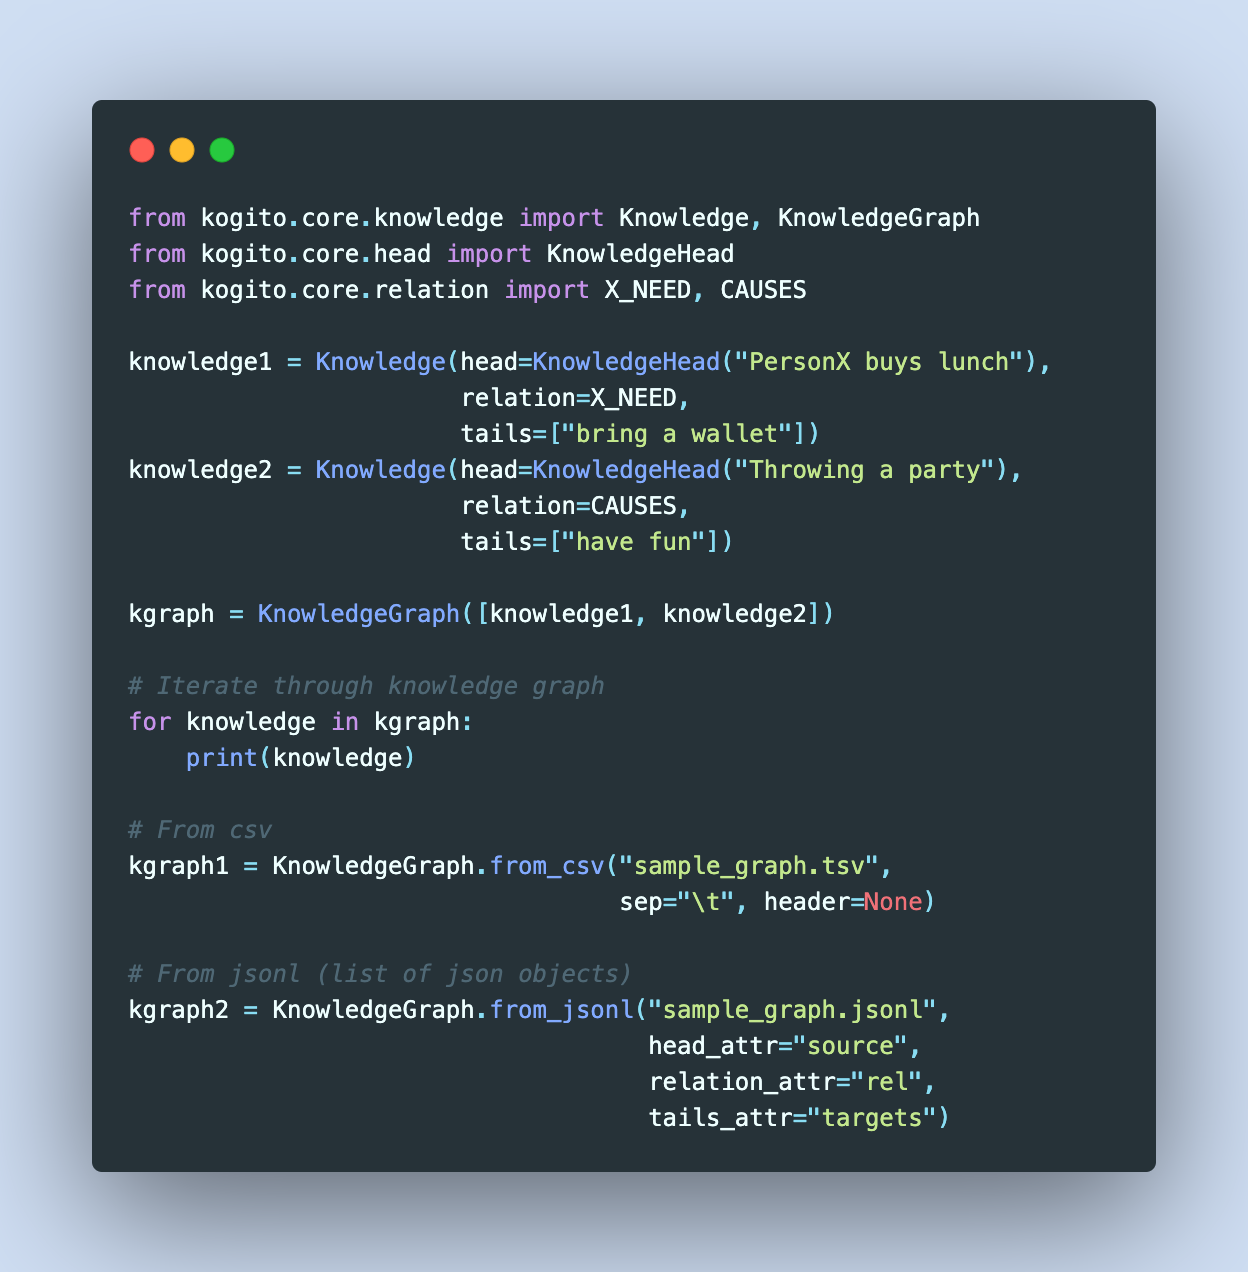 from kogito.core.knowledge import Knowledge, KnowledgeGraph
from kogito.core.head import KnowledgeHead
from kogito.core.relation import X_NEED, CAUSES

knowledge1 = Knowledge(head=KnowledgeHead("PersonX buys lunch"),
                       relation=X_NEED,
                       tails=["bring a wallet"])
knowledge2 = Knowledge(head=KnowledgeHead("Throwing a party"),
                       relation=CAUSES,
                       tails=["have fun"])

kgraph = KnowledgeGraph([knowledge1, knowledge2])

# Iterate through knowledge graph
for knowledge in kgraph:
    print(knowledge)

# From csv
kgraph1 = KnowledgeGraph.from_csv("sample_graph.tsv",
                                  sep="\t", header=None)

# From jsonl (list of json objects)
kgraph2 = KnowledgeGraph.from_jsonl("sample_graph.jsonl",
                                    head_attr="source",
                                    relation_attr="rel",
                                    tails_attr="targets")